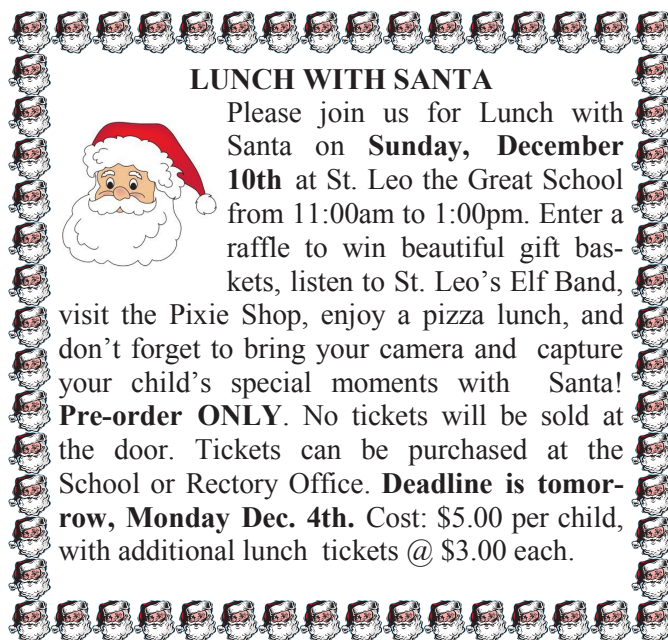 LUNCH WITH SANTA
Please join us for Lunch with
Santa on Sunday, December
10th at St. Leo the Great School
from 11:00am to 1:00pm. Enter a
raffle to win beautiful gift bas-
kets, listen to St. Leo’s Elf Band,
visit the Pixie Shop, enjoy a pizza lunch, and
don’t forget to bring your camera and capture
your child’s special moments with Santa!
Pre-order ONLY. No tickets will be sold at
the door. Tickets can be purchased at the
School or Rectory Office. Deadline is tomor-
row, Monday Dec. 4th. Cost: $5.00 per child,
with additional lunch tickets @ $3.00 each.